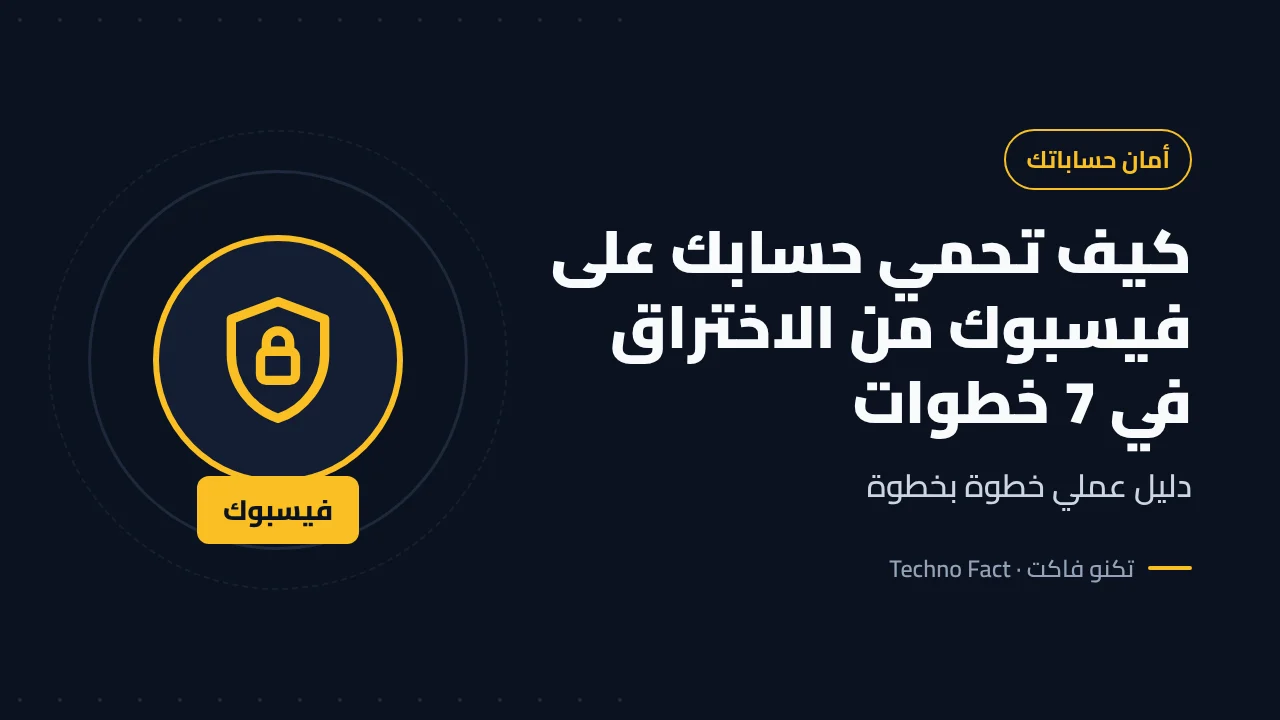 أمان حساباتك
كيف تحمي حسابك على
فيسبوك من الاختراق
في 7 خطوات
دليل عملي خطوة بخطوة
تكنو فاكت · Techno Fact
فيسبوك